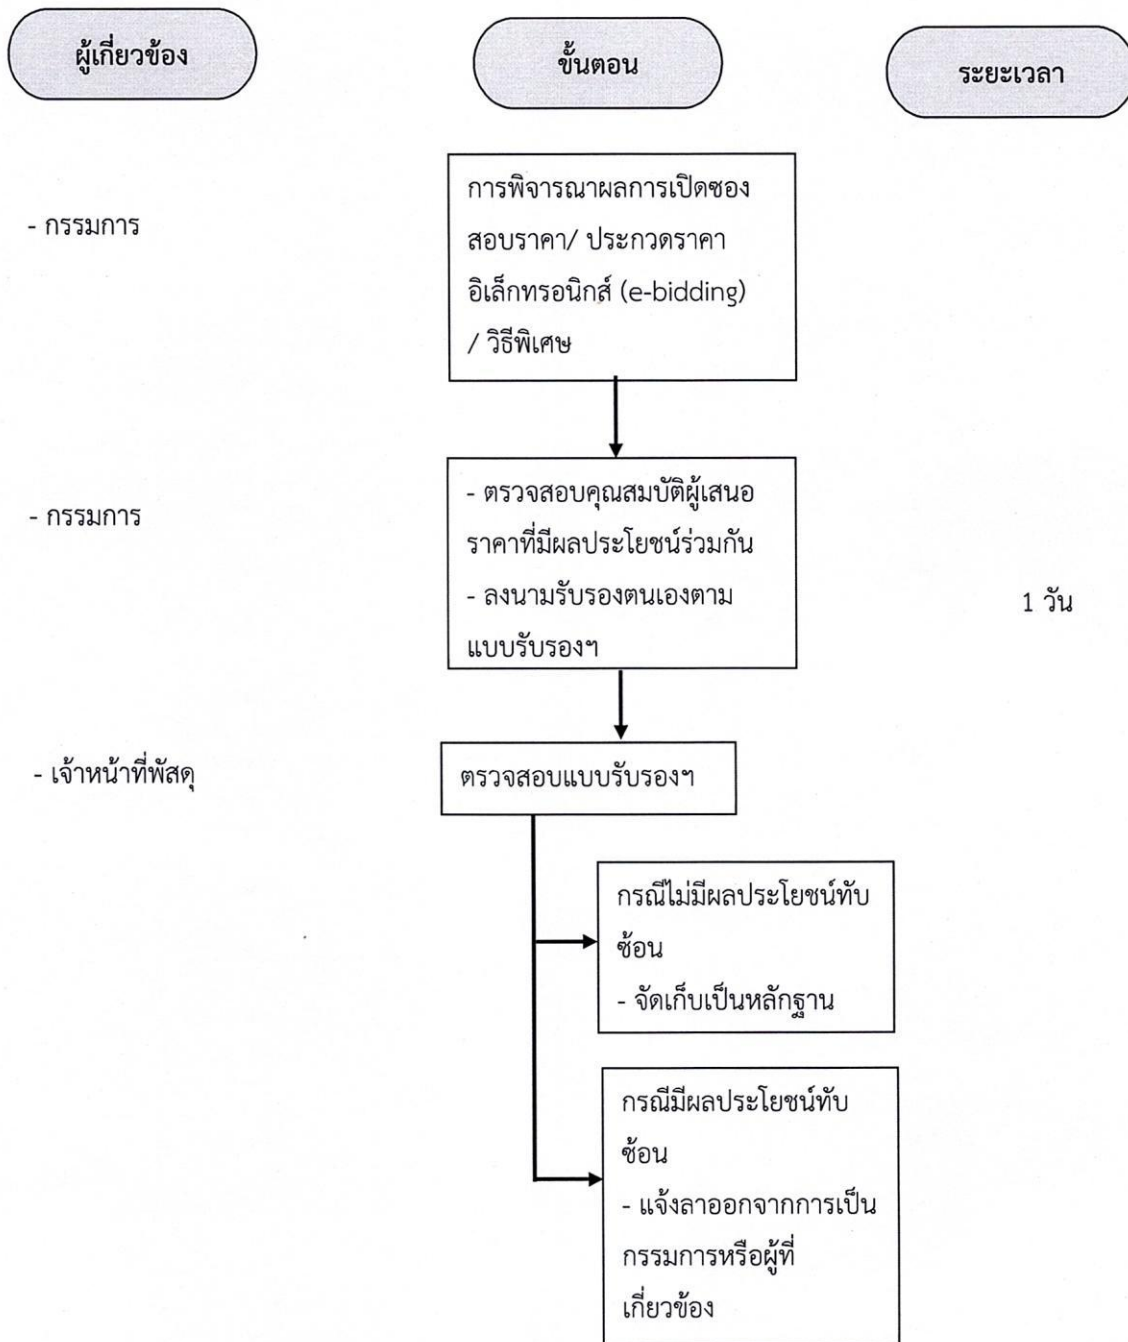 ผู้เกี่ยวข้อง
ขั้นตอน
ระยะเวลา
- กรรมการ
การพิจารณาผลการเปิดซอง
สอบราคา/ ประกวดราคา
อิเล็กทรอนิกส์ (e-bidding)
/ วิธีพิเศษ
- กรรมการ
- ตรวจสอบคุณสมบัติผู้เสนอ
ราคาที่มีผลประโยชน์ร่วมกัน
- ลงนามรับรองตนเองตาม
แบบรับรองฯ
1 วัน
- เจ้าหน้าที่พัสดุ
ตรวจสอบแบบรับรองฯ
กรณีไม่มีผลประโยชน์ทับ
ซ้อน
- จัดเก็บเป็นหลักฐาน
กรณีมีผลประโยชน์ทับ
ซ้อน
- แจ้งลาออกจากการเป็น
กรรมการหรือผู้ที่
เกี่ยวข้อง